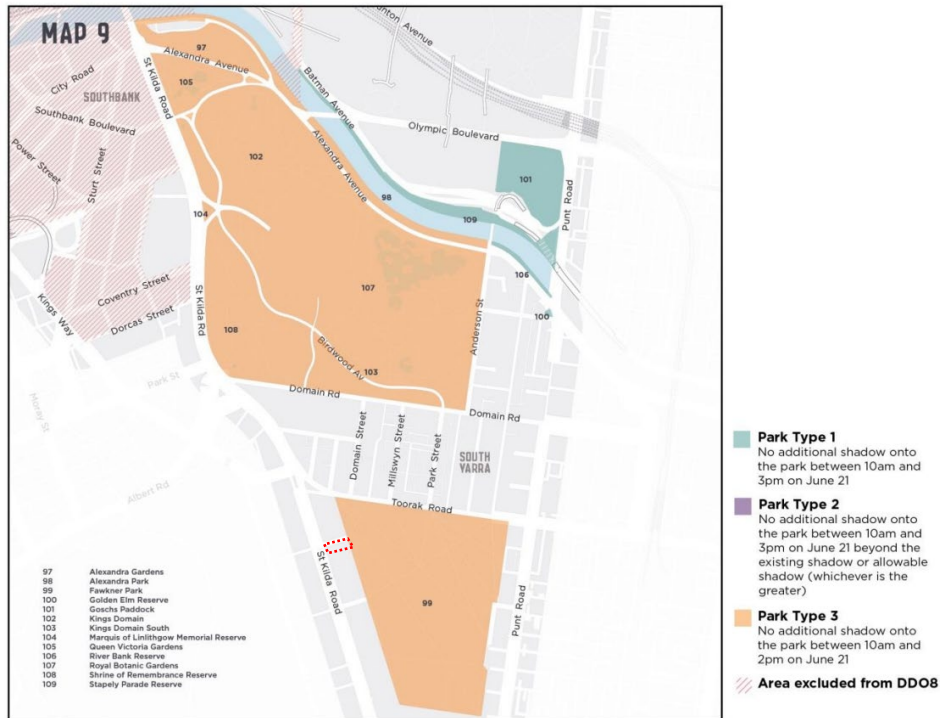 MAP 9
97
Alexandra Avenue
unton Avenue
St Kilda Road
105
Batman Avenue
City Road
SOUTHBANK
Southbank Boulevard
Olympic Boulevard
Power Street
Sturt Street
102
Alexandra Avenue
101
98
Punt Road
104
109
106
Coventry Street
107
Kings Way
Dorcas Street
St Kilda Rd
Anderson St
100
108
Birdwood Av
103
Park St
Domain Rd
Moray St
Domain Rd
Domain Street
Millswyn Street
Park Street
SOUTH
YARRA
Albert Rd
Toorak Road
St Kilda Road
99
Punt Road
97 Alexandra Gardens
98 Alexandra Park
99 Fawkner Park
100 Golden Elm Reserve
101 Goschs Paddock
102 Kings Domain
103 Kings Domain South
104 Marquis of Linlithgow Memorial Reserve
105 Queen Victoria Gardens
106 River Bank Reserve
107 Royal Botanic Gardens
108 Shrine of Remembrance Reserve
109 Stapely Parade Reserve
Park Type 1
No additional shadow onto
the park between 10am and
3pm on June 21
Park Type 2
No additional shadow onto
the park between 10am and
3pm on June 21 beyond the
existing shadow or allowable
shadow (whichever is the
greater)
Park Type 3
No additional shadow onto
the park between 10am and
2pm on June 21
Area excluded from DDO8